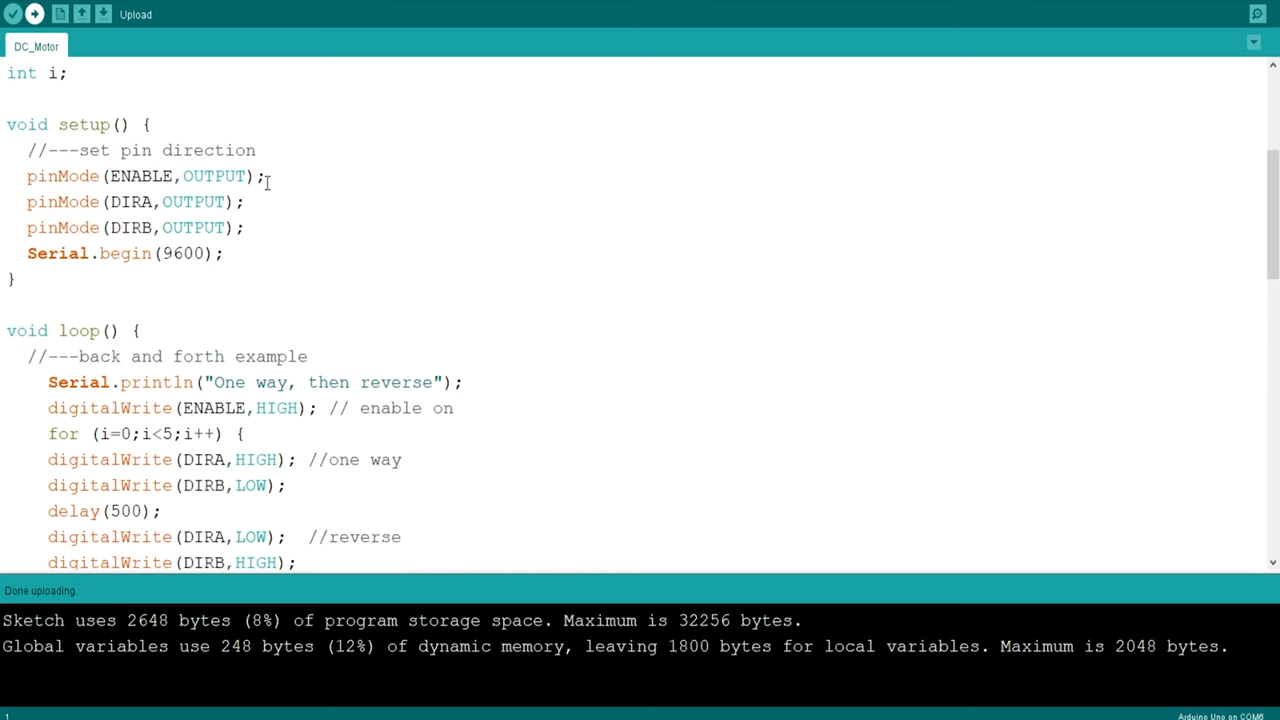 Upload
DC_Motor
int i;
void setup() {
//---set pin direction
pinMode(ENABLE,OUTPUT);
pinMode(DIRA,OUTPUT);
pinMode(DIRB,OUTPUT);
Serial.begin(9600);
}
void loop() {
//---back and forth example
Serial.println("One way, then reverse");
digitalWrite(ENABLE,HIGH); // enable on
for (i=0;i<5;i++) {
digitalWrite(DIRA,HIGH); //one way
digitalWrite(DIRB,LOW);
delay(500);
digitalWrite(DIRA,LOW);  //reverse
digitalWrite(DIRB,HIGH);
Done uploading.
Sketch uses 2648 bytes (8%) of program storage space. Maximum is 32256 bytes.
Global variables use 248 bytes (12%) of dynamic memory, leaving 1800 bytes for local variables. Maximum is 2048 bytes.
1
Arduino Uno on COM6